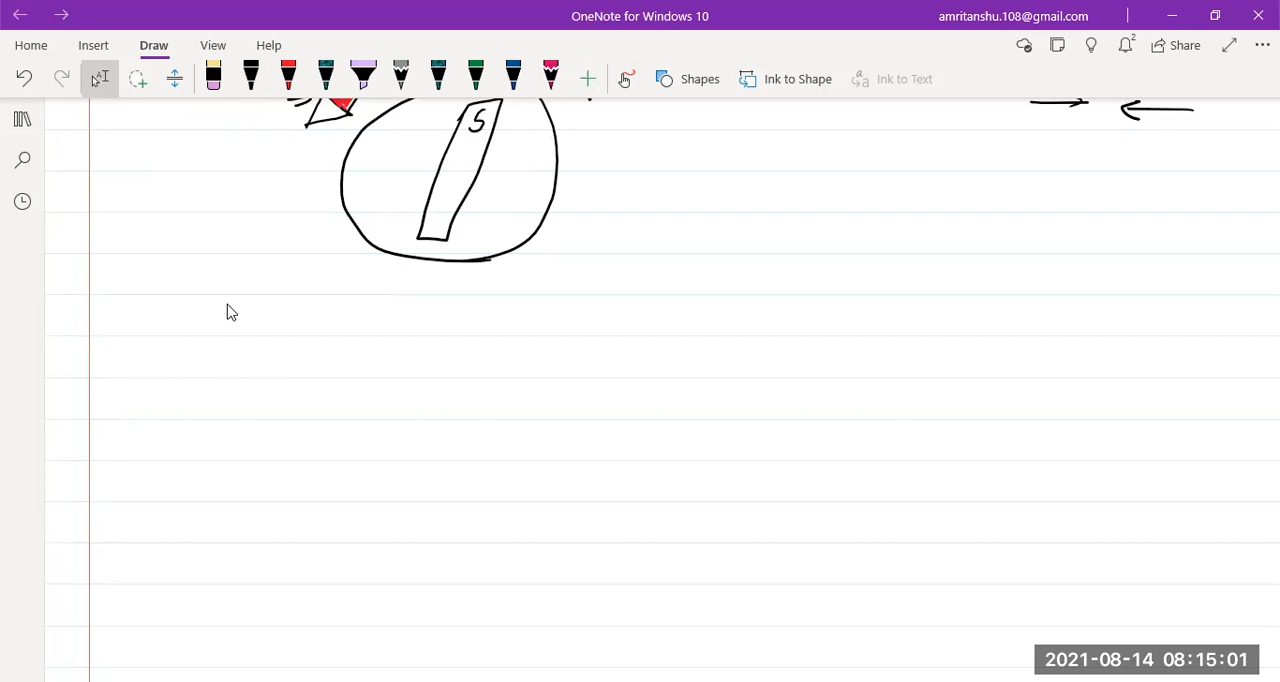 OneNote for Windows 10
amritanshu.108@gmail.com
Home Insert Draw View Help
2
Share
Shapes
Ink to Shape
Ink to Text
S
2021-08-14 08:15:01